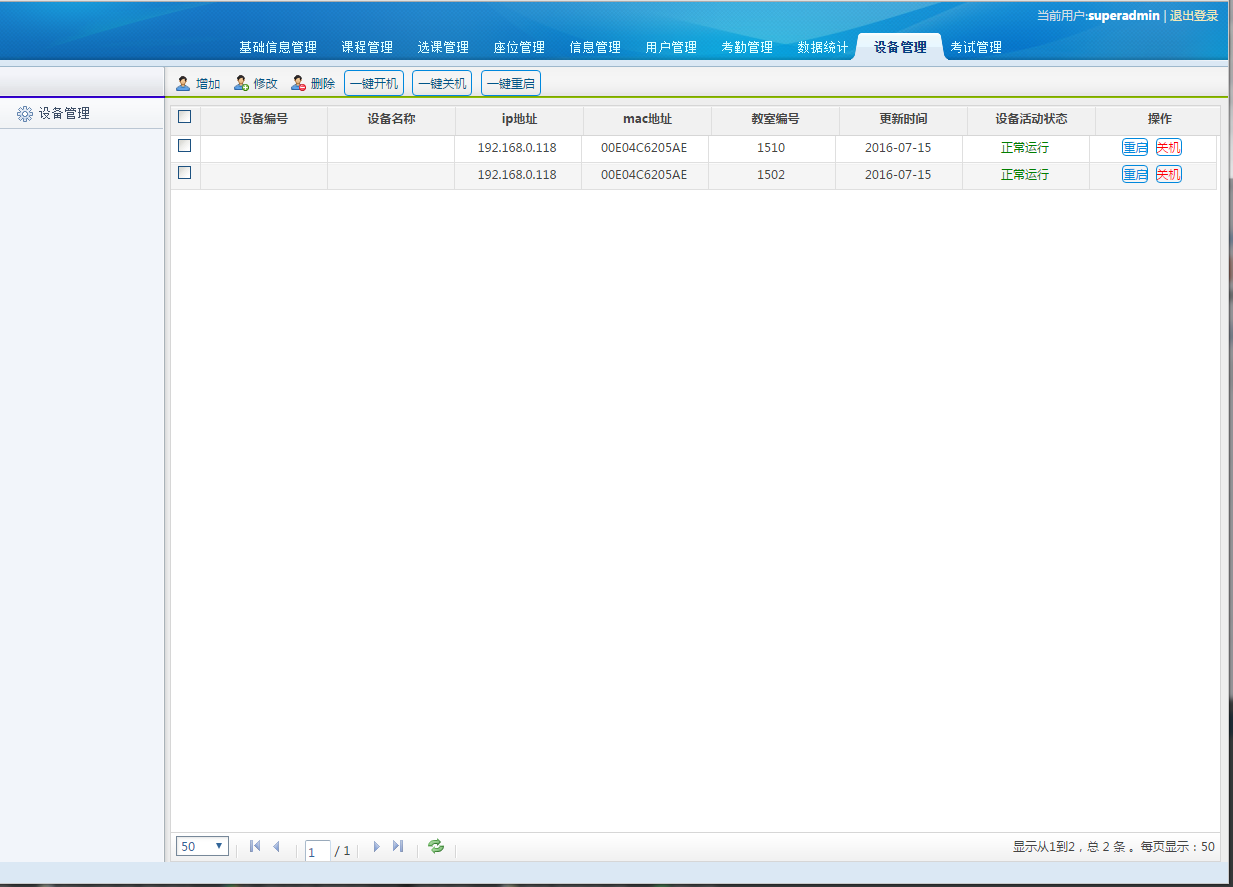 当前用户:superadmin | 退出登录
基础信息管理 课程管理 选课管理 座位管理 信息管理 用户管理 考勤管理 数据统计 设备管理 考试管理
增加 修改 删除 一键开机 一键关机 一键重启
设备管理
设备编号 设备名称 ip地址 mac地址 教室编号 更新时间 设备活动状态 操作
192.168.0.118 00E04C6205AE 1510 2016-07-15 正常运行 重启 关机
192.168.0.118 00E04C6205AE 1502 2016-07-15 正常运行 重启 关机
50 1 / 1 显示从1到2，总 2 条 。每页显示：50